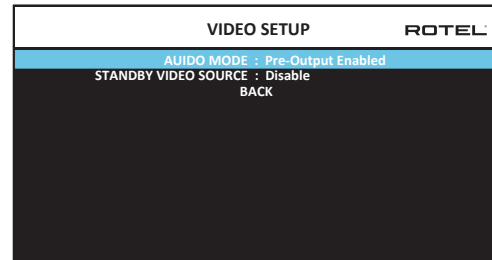 VIDEO SETUP ROTEL
AUIDO MODE : Pre-Output Enabled
STANDBY VIDEO SOURCE : Disable
BACK